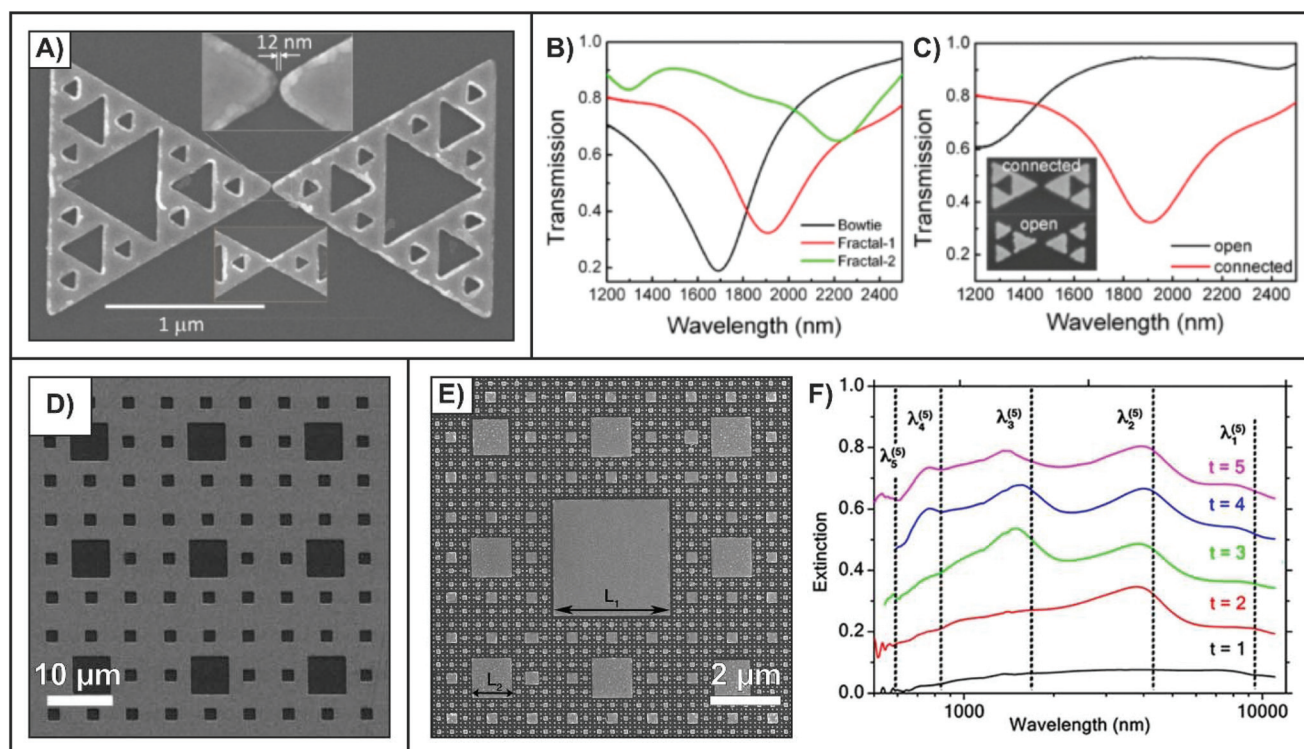 A)
12 nm
1 μm
B)
Transmission
1.0
0.8
0.6
0.4
0.2
Bowtie
Fractal-1
Fractal-2
1200 1400 1600 1800 2000 2200 2400
Wavelength (nm)
C)
Transmission
1.0
0.8
0.6
0.4
0.2
connected
open
open
connected
1200 1400 1600 1800 2000 2200 2400
Wavelength (nm)
D)
10 μm
E)
L1
L2
2 μm
F)
Extinction
1.0
0.8
0.6
0.4
0.2
0.0
λ5(5)
λ4(5)
λ3(5)
λ2(5)
λ1(5)
t = 5
t = 4
t = 3
t = 2
t = 1
1000 10000
Wavelength (nm)